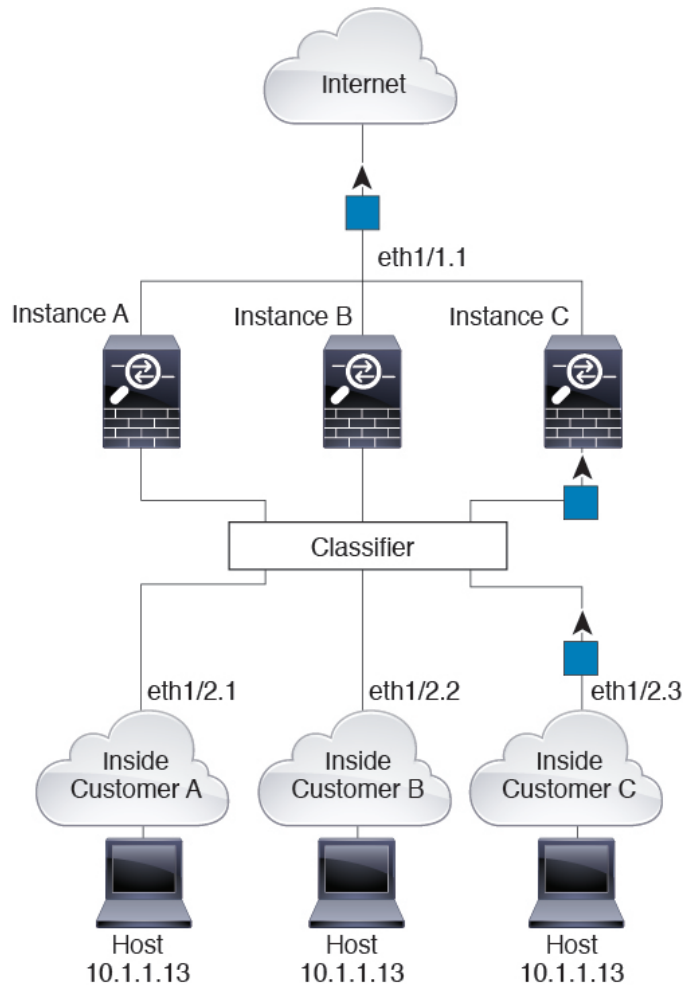 Internet
eth1/1.1
Instance A
Instance B
Instance C
Classifier
eth1/2.1
eth1/2.2
eth1/2.3
Inside
Customer A
Inside
Customer B
Inside
Customer C
Host
10.1.1.13
Host
10.1.1.13
Host
10.1.1.13